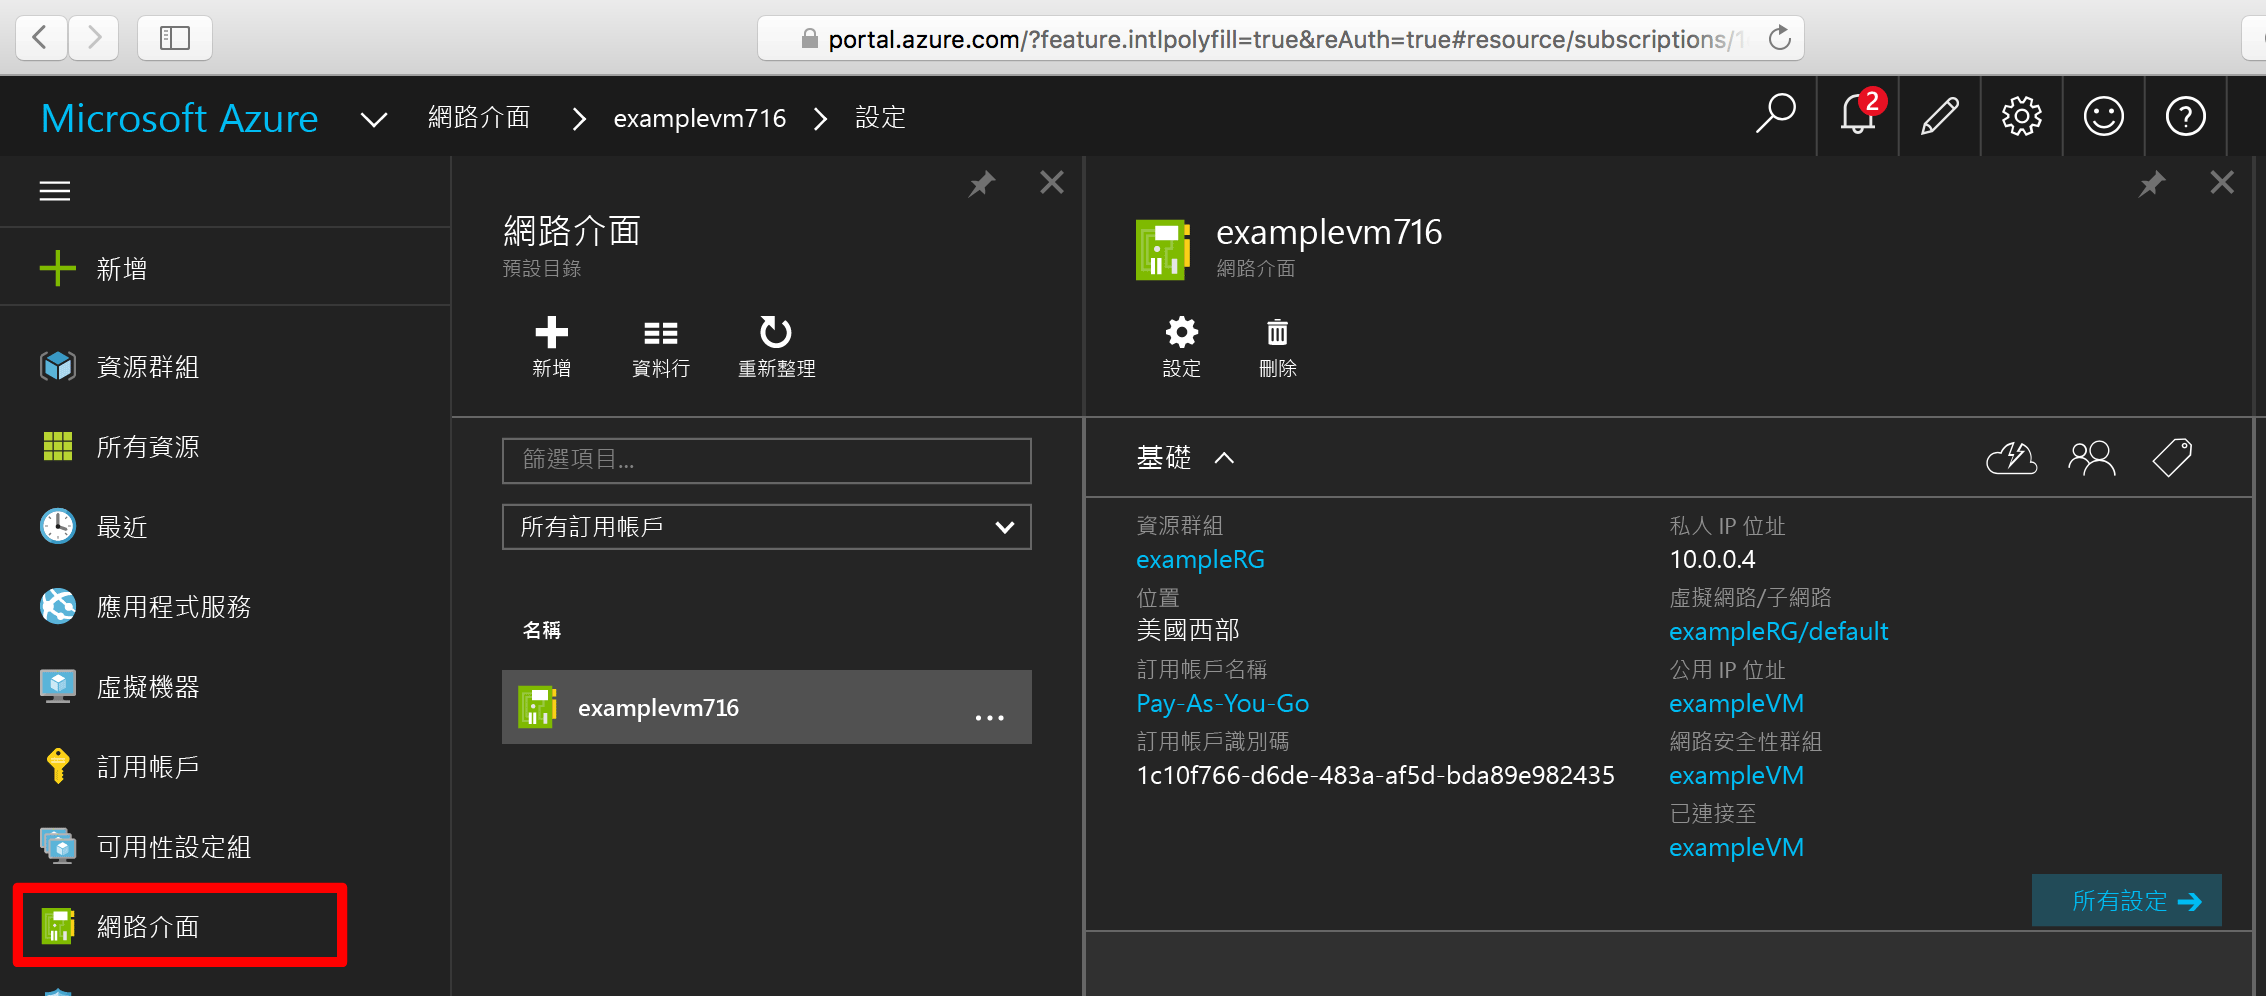 portal.azure.com/?feature.intlpolyfill=true&reAuth=true#resource/subscriptions/1
Microsoft Azure
網路介面
examplevm716
設定
2
新增
資源群組
所有資源
最近
應用程式服務
虛擬機器
訂用帳戶
可用性設定組
網路介面
網路介面
預設目錄
新增
資料行
重新整理
篩選項目...
所有訂用帳戶
名稱
examplevm716
...
examplevm716
網路介面
設定
刪除
基礎
資源群組
exampleRG
位置
美國西部
訂用帳戶名稱
Pay-As-You-Go
訂用帳戶識別碼
1c10f766-d6de-483a-af5d-bda89e982435
私人 IP 位址
10.0.0.4
虛擬網路/子網路
exampleRG/default
公用 IP 位址
exampleVM
網路安全性群組
exampleVM
已連接至
exampleVM
所有設定